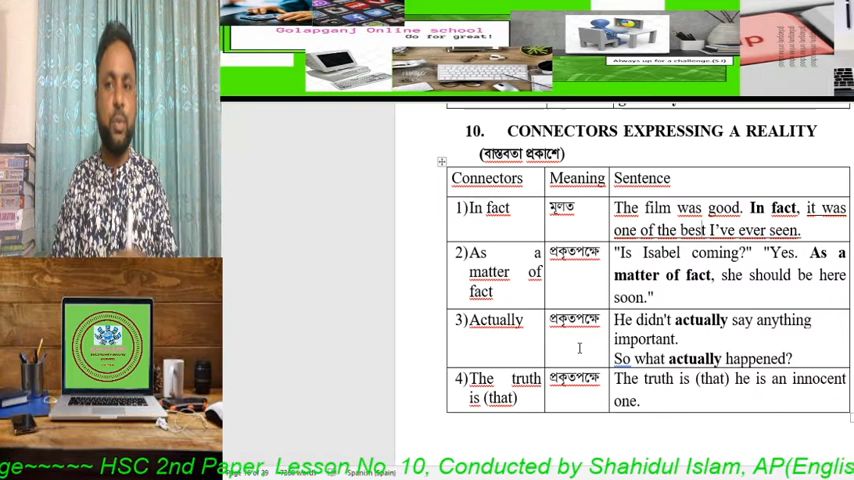 Golapganj Online school
Go for great!
Always up for a challenge.(S.I)
10. CONNECTORS EXPRESSING A REALITY
(বাস্তবতা প্রকাশে)
Connectors Meaning Sentence
1) In fact মূলত The film was good. In fact, it was
one of the best I've ever seen.
2) As a প্রকৃতপক্ষে "Is Isabel coming?" "Yes. As a
matter of matter of fact, she should be here
fact soon."
3) Actually প্রকৃতপক্ষে He didn't actually say anything
important.
So what actually happened?
4) The truth প্রকৃতপক্ষে The truth is (that) he is an innocent
is (that) one.
ge~~~~~ HSC 2nd Paper, Lesson No. 10, Conducted by Shahidul Islam, AP(Englis
Spanish (Spain)